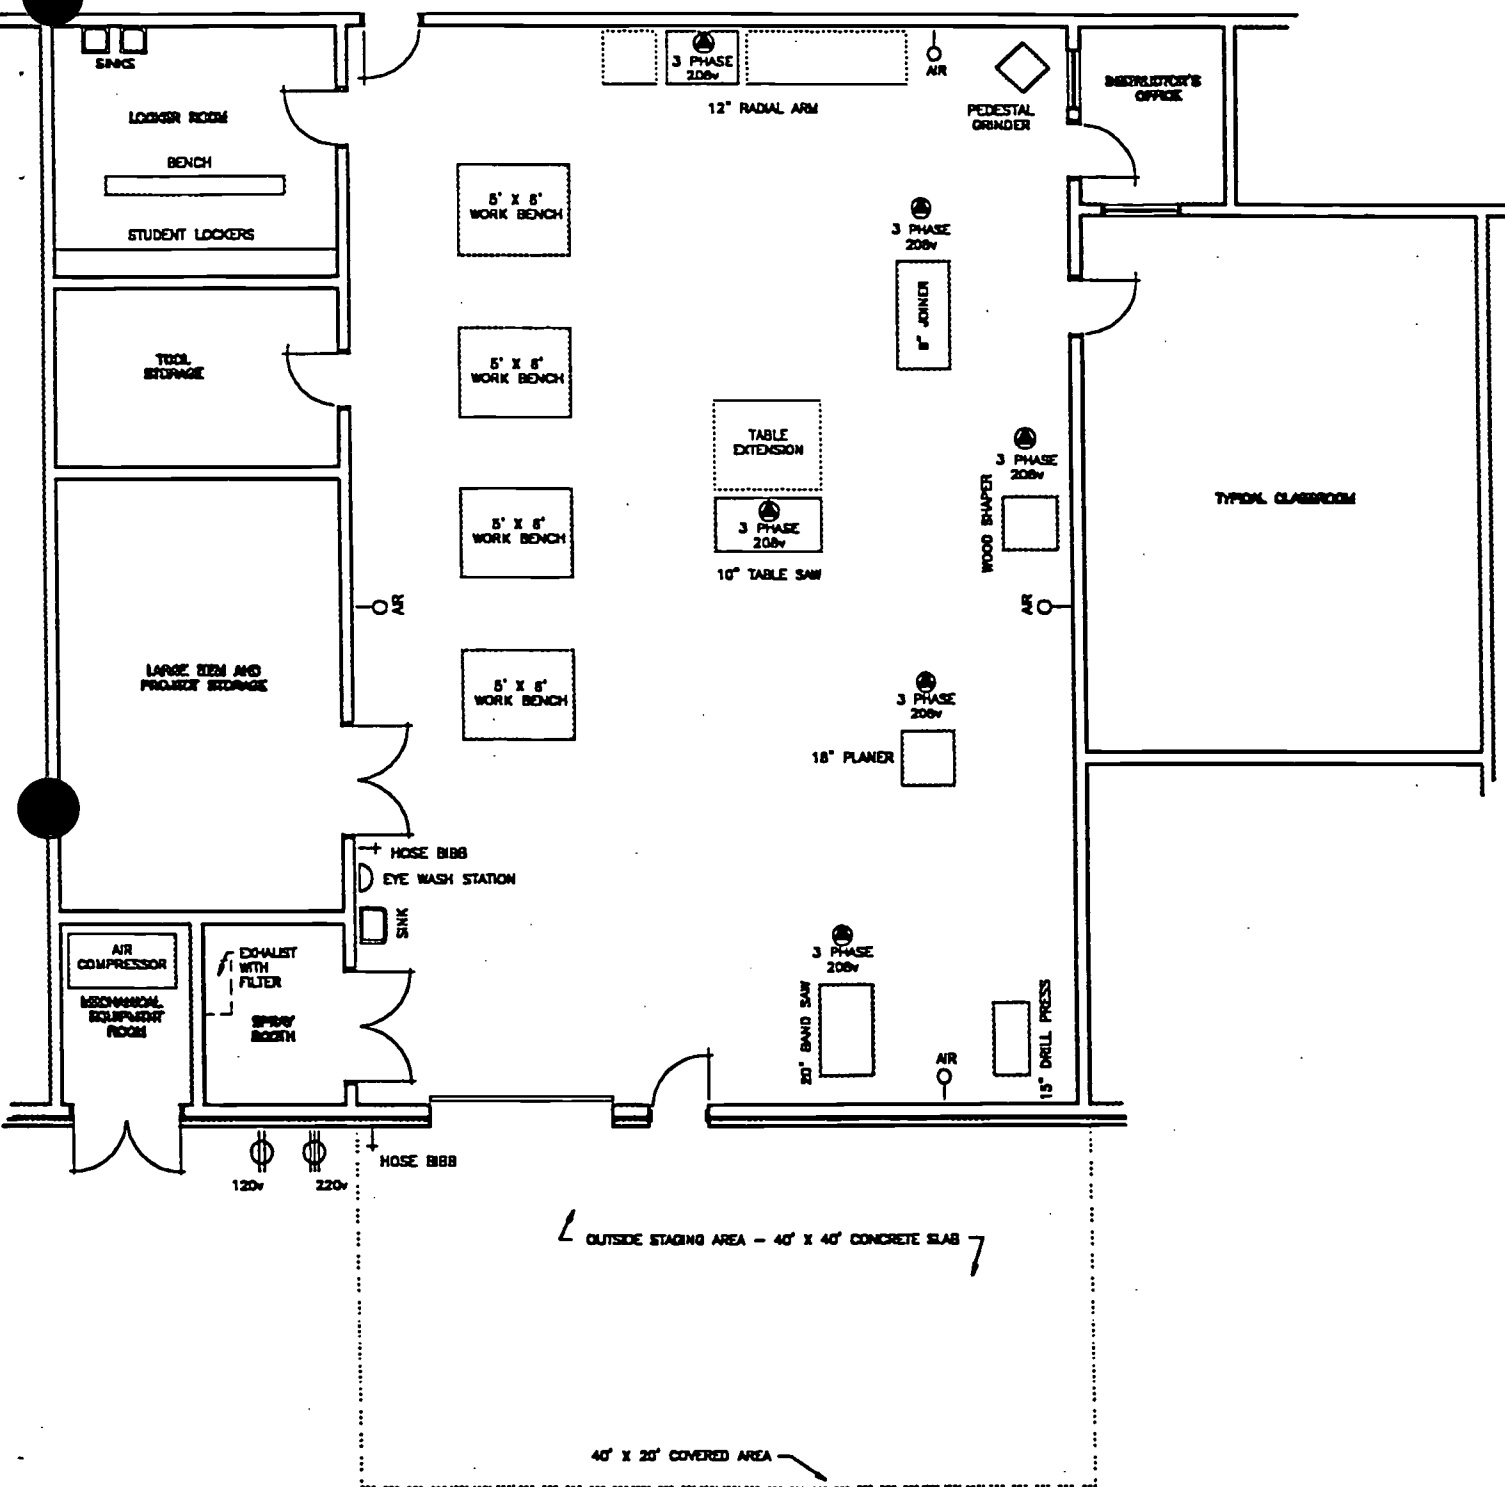 SINKS
LOCKER ROOM
BENCH
STUDENT LOCKERS
3 PHASE
208v
12" RADIAL ARM
AIR
PEDESTAL
GRINDER
INSTRUCTOR'S
OFFICE
5' X 6'
WORK BENCH
3 PHASE
208v
8" JOINER
TOOL
STORAGE
5' X 6'
WORK BENCH
TABLE
EXTENSION
3 PHASE
208v
10" TABLE SAW
3 PHASE
208v
WOOD SHAPER
TYPICAL CLASSROOM
5' X 6'
WORK BENCH
AIR
AIR
LARGE ITEM AND
PROJECT STORAGE
5' X 6'
WORK BENCH
3 PHASE
208v
18" PLANER
HOSE BIBB
EYE WASH STATION
SINK
AIR
COMPRESSOR
MECHANICAL
EQUIPMENT
ROOM
EXHAUST
WITH
FILTER
SPRAY
BOOTH
3 PHASE
208v
20" BAND SAW
AIR
15" DRILL PRESS
120v
220v
HOSE BIBB
OUTSIDE STAGING AREA - 40' X 40' CONCRETE SLAB
40' X 20' COVERED AREA